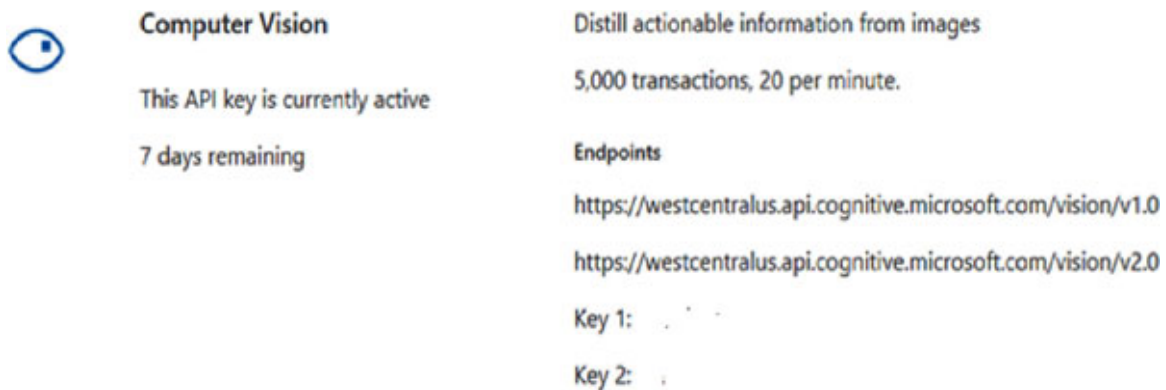 Computer Vision
This API key is currently active
7 days remaining
Distill actionable information from images
5,000 transactions, 20 per minute.
Endpoints
https://westcentralus.api.cognitive.microsoft.com/vision/v1.0
https://westcentralus.api.cognitive.microsoft.com/vision/v2.0
Key 1:
Key 2: